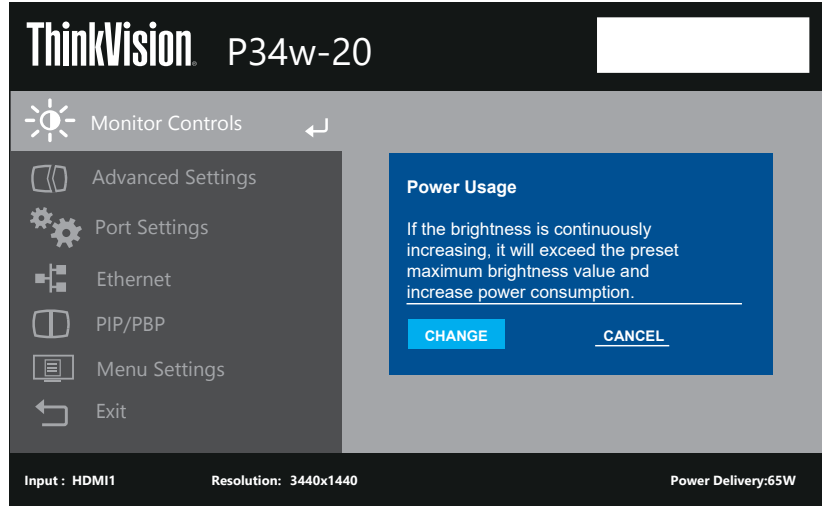 ThinkVision. P34w-20
Monitor Controls
Advanced Settings
Port Settings
Ethernet
PIP/PBP
Menu Settings
Exit
Power Usage
If the brightness is continuously
increasing, it will exceed the preset
maximum brightness value and
increase power consumption.
CHANGE CANCEL
Input : HDMI1 Resolution: 3440x1440 Power Delivery:65W